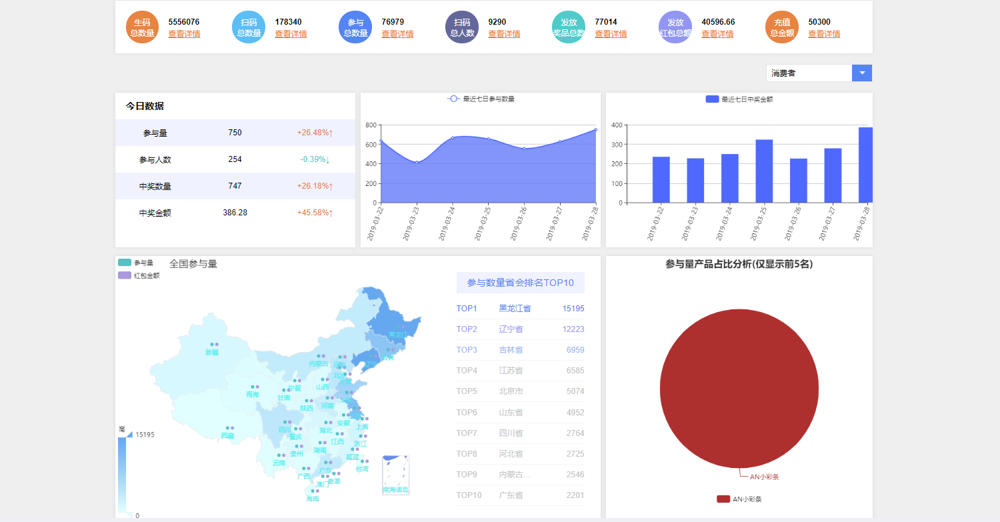 生码
总数量
5556076
查看详情
扫码
总数量
178340
查看详情
参与
总数量
76979
查看详情
扫码
总人数
9290
查看详情
发放
奖品总数
77014
查看详情
发放
红包总额
40596.66
查看详情
充值
总金额
50300
查看详情
消费者
今日数据
参与量 750 +26.48%↑
参与人数 254 -0.39%↓
中奖数量 747 +26.18%↑
中奖金额 386.28 +45.58%↑
最近七日参与数量
800
600
400
200
0
2019-03-22
2019-03-23
2019-03-24
2019-03-25
2019-03-26
2019-03-27
2019-03-28
最近七日中奖金额
400
300
200
100
0
2019-03-22
2019-03-23
2019-03-24
2019-03-25
2019-03-26
2019-03-27
2019-03-28
参与量
红包金额
全国参与量
黑龙江
吉林
辽宁
新疆
内蒙古
河北
北京
天津
宁夏
山西
青海
甘肃
陕西
河南
安徽
上海
四川
重庆
湖北
西藏
江西
浙江
湖南
贵州
云南
福建
台湾
广西
广东
澳门
香港
海南
南海诸岛
高
15195
0
参与数量省会排名TOP10
TOP1 黑龙江省 15195
TOP2 辽宁省 12223
TOP3 吉林省 6959
TOP4 江苏省 6585
TOP5 北京市 5074
TOP6 山东省 4952
TOP7 四川省 2764
TOP8 河北省 2725
TOP9 内蒙古... 2546
TOP10 广东省 2201
参与量产品占比分析(仅显示前5名)
AN小彩条
AN小彩条